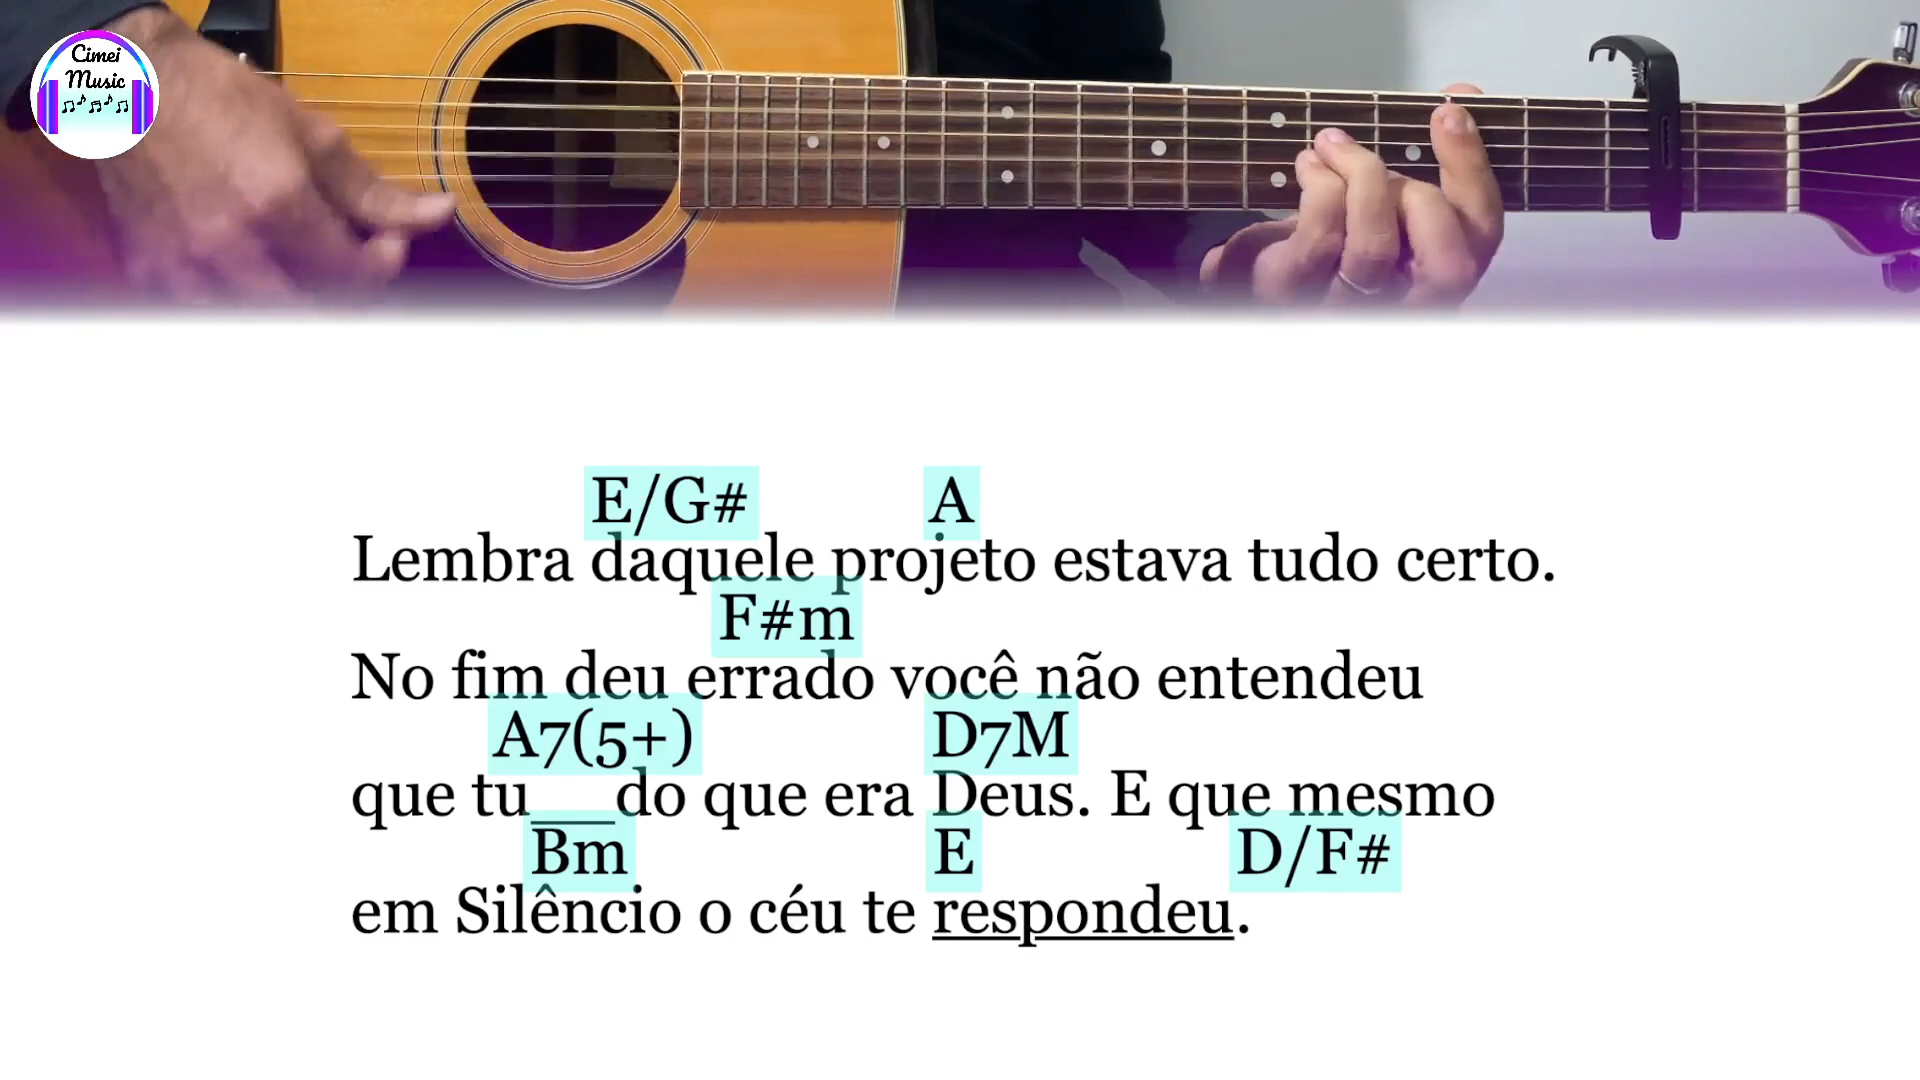 Cimei
Music
E/G# A
Lembra daquele projeto estava tudo certo.
F#m
No fim deu errado você não entendeu
A7(5+) D7M
que tu__do que era Deus. E que mesmo
Bm E D/F#
em Silêncio o céu te respondeu.